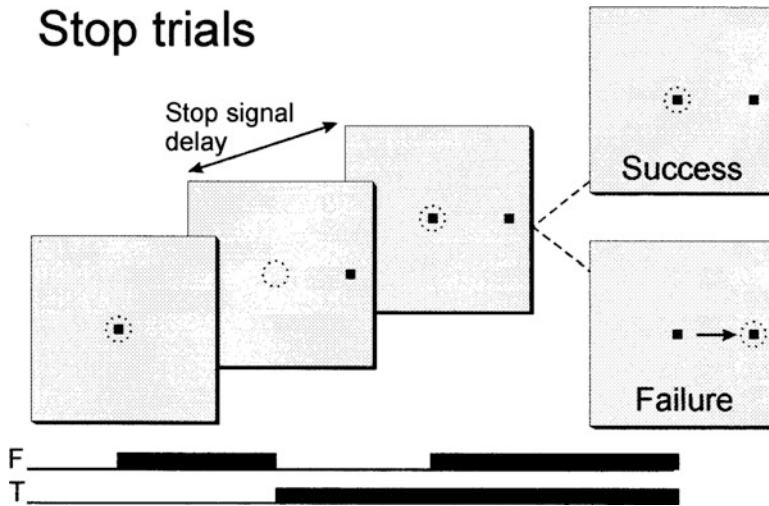 Stop trials
Stop signal
delay
Success
Failure
F
T